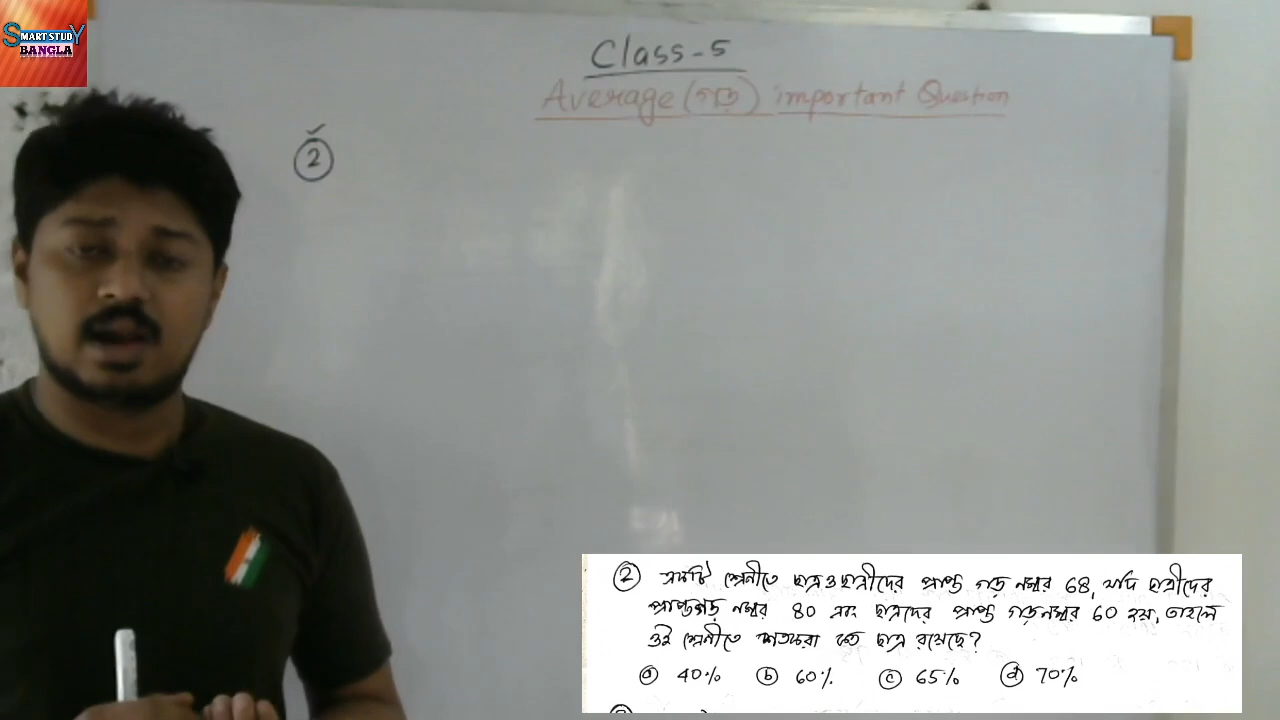 SMART STUDY
BANGLA
Class-5
Average (গড়) important Question
2
② একটি শ্রেনীতে ছাত্র ও ছাত্রীদের প্রাপ্ত গড় নম্বর 68, যদি ছাত্রীদের
প্রাপ্তগড় নম্বর 80 এবং ছাত্রদের প্রাপ্ত গড়নম্বর 60 হয়, তাহলে
ওই শ্রেনীতে শতকরা কত ছাত্র রয়েছে?
ⓐ 40% ⓑ 60% ⓒ 65% ⓓ 70%